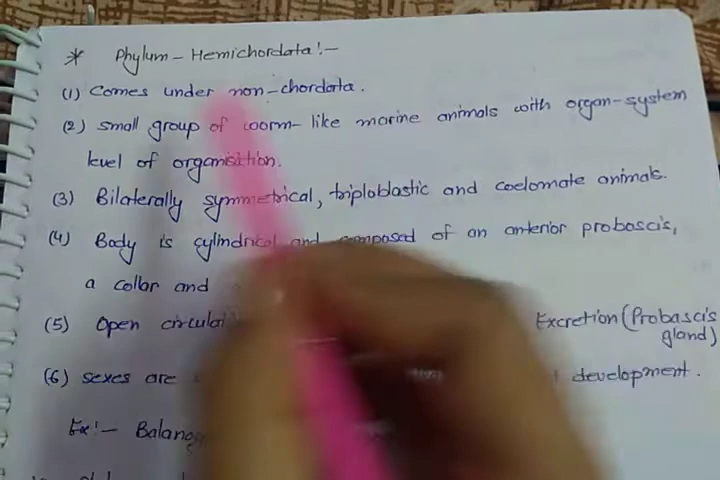 * Phylum - Hemichordata :-
(1) Comes under non-chordata.
(2) Small group of worm-like marine animals with organ-system
level of organisation.
(3) Bilaterally symmetrical, triploblastic and coelomate animals.
(4) Body is cylindrical and composed of an anterior proboscis,
a collar and
(5) Open Excretion (Proboscis
gland)
(6) Sexes are development.
Ex :-